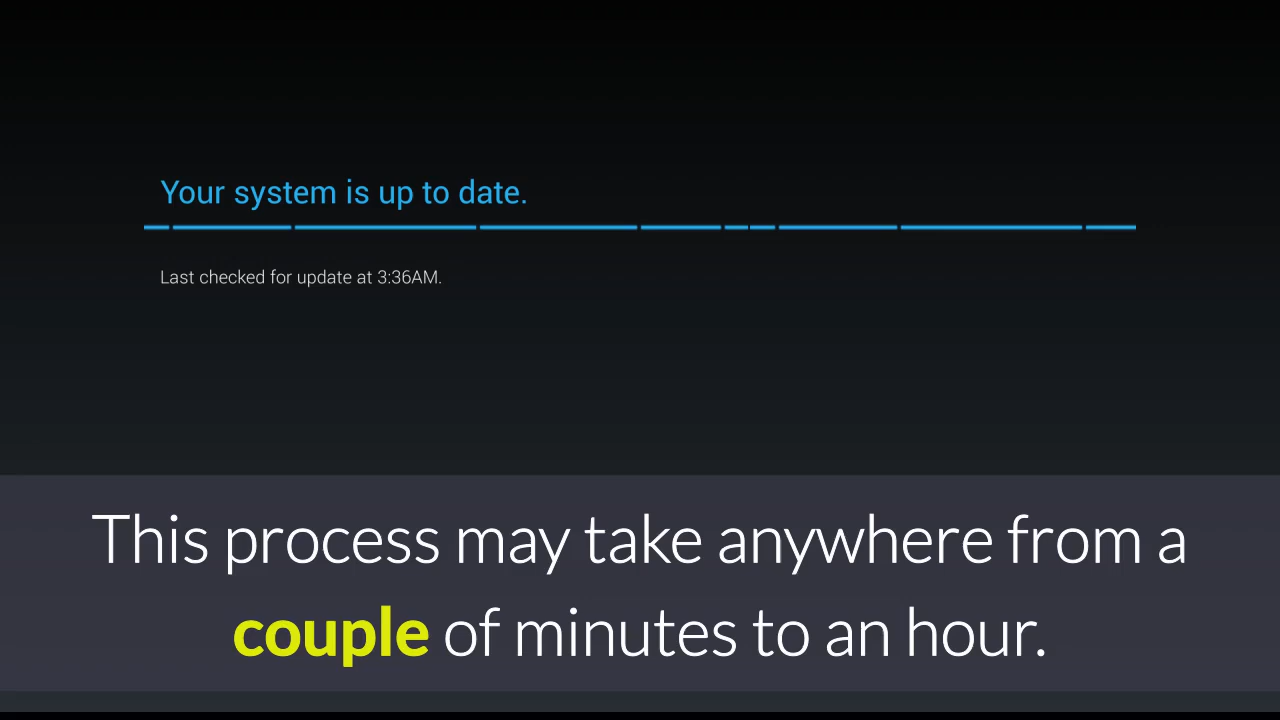 Your system is up to date.
Last checked for update at 3:36AM.
This process may take anywhere from a
couple of minutes to an hour.